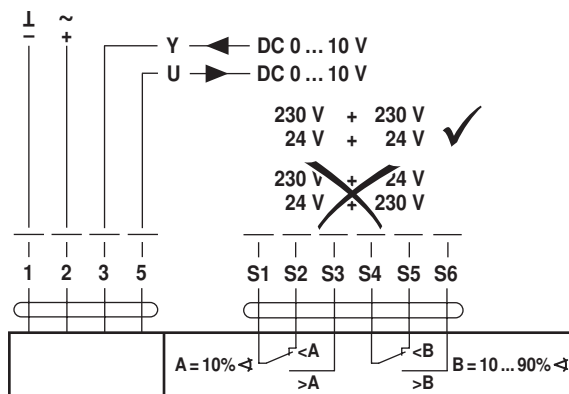 ⊥ ~
– +
Y DC 0 ... 10 V
U DC 0 ... 10 V
230 V + 230 V
24 V + 24 V
230 V + 24 V
24 V + 230 V
1 2 3 5 S1 S2 S3 S4 S5 S6
A = 10% ∢ <A <B B = 10 ... 90% ∢
>A >B